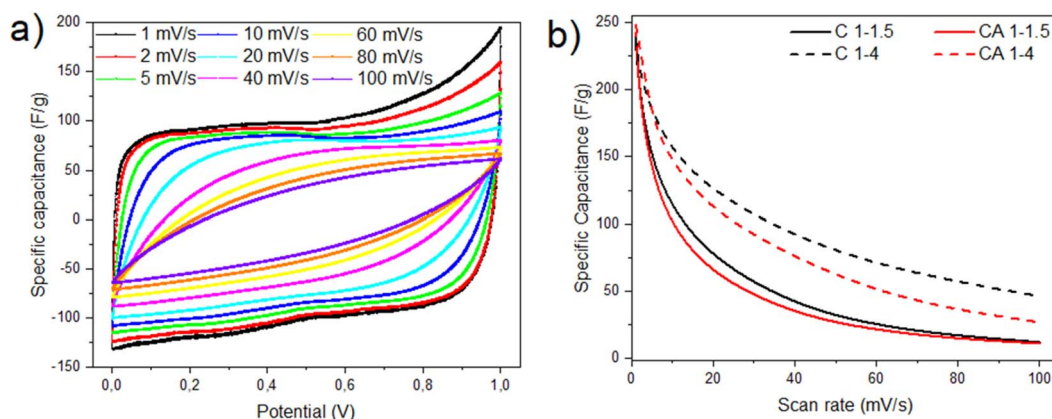 a)
1 mV/s 10 mV/s 60 mV/s
2 mV/s 20 mV/s 80 mV/s
5 mV/s 40 mV/s 100 mV/s
200
150
100
50
0
-50
-100
-150
Specific capacitance (F/g)
0,0 0,2 0,4 0,6 0,8 1,0
Potential (V)
b)
C 1-1.5 CA 1-1.5
C 1-4 CA 1-4
250
200
150
100
50
0
Specific Capacitance (F/g)
0 20 40 60 80 100
Scan rate (mV/s)